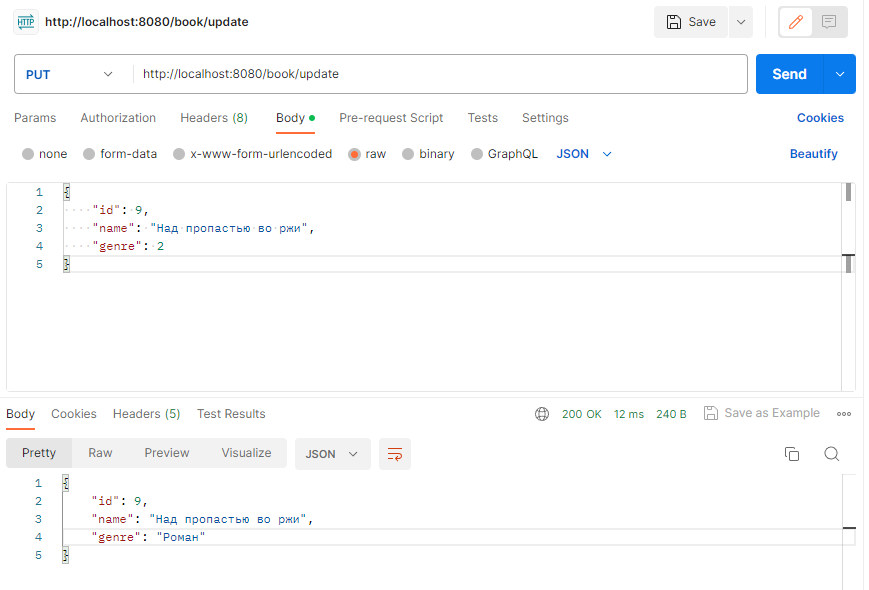 HTTP http://localhost:8080/book/update Save
PUT http://localhost:8080/book/update Send
Params Authorization Headers (8) Body Pre-request Script Tests Settings Cookies
none form-data x-www-form-urlencoded raw binary GraphQL JSON Beautify
1 {
2 "id": 9,
3 "name": "Над пропастью во ржи",
4 "genre": 2
5 }
Body Cookies Headers (5) Test Results 200 OK 12 ms 240 B Save as Example
Pretty Raw Preview Visualize JSON
1 {
2 "id": 9,
3 "name": "Над пропастью во ржи",
4 "genre": "Роман"
5 }